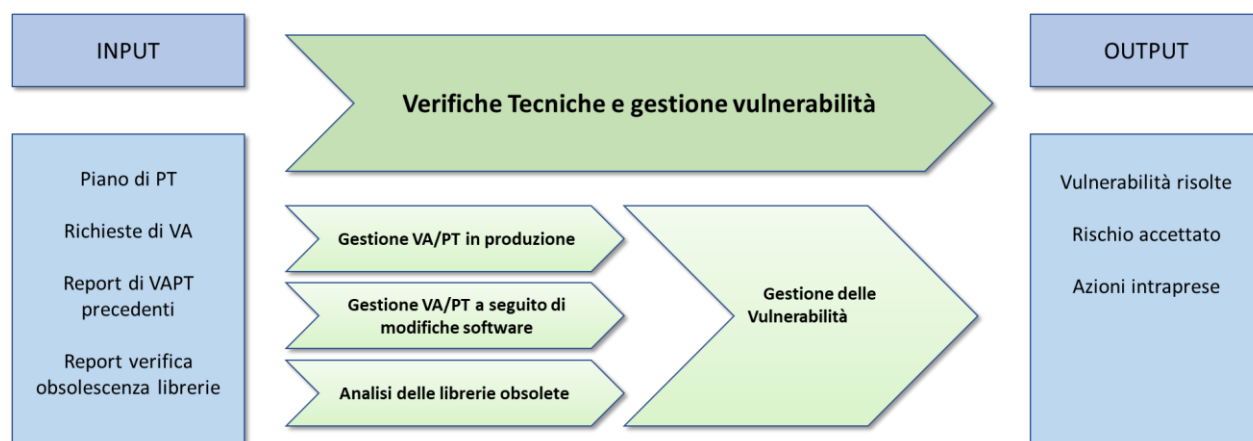 INPUT
Verifiche Tecniche e gestione vulnerabilità
OUTPUT
Piano di PT
Richieste di VA
Report di VAPT
precedenti
Report verifica
obsolescenza librerie
Gestione VA/PT in produzione
Gestione VA/PT a seguito di
modifiche software
Analisi delle librerie obsolete
Gestione delle
Vulnerabilità
Vulnerabilità risolte
Rischio accettato
Azioni intraprese